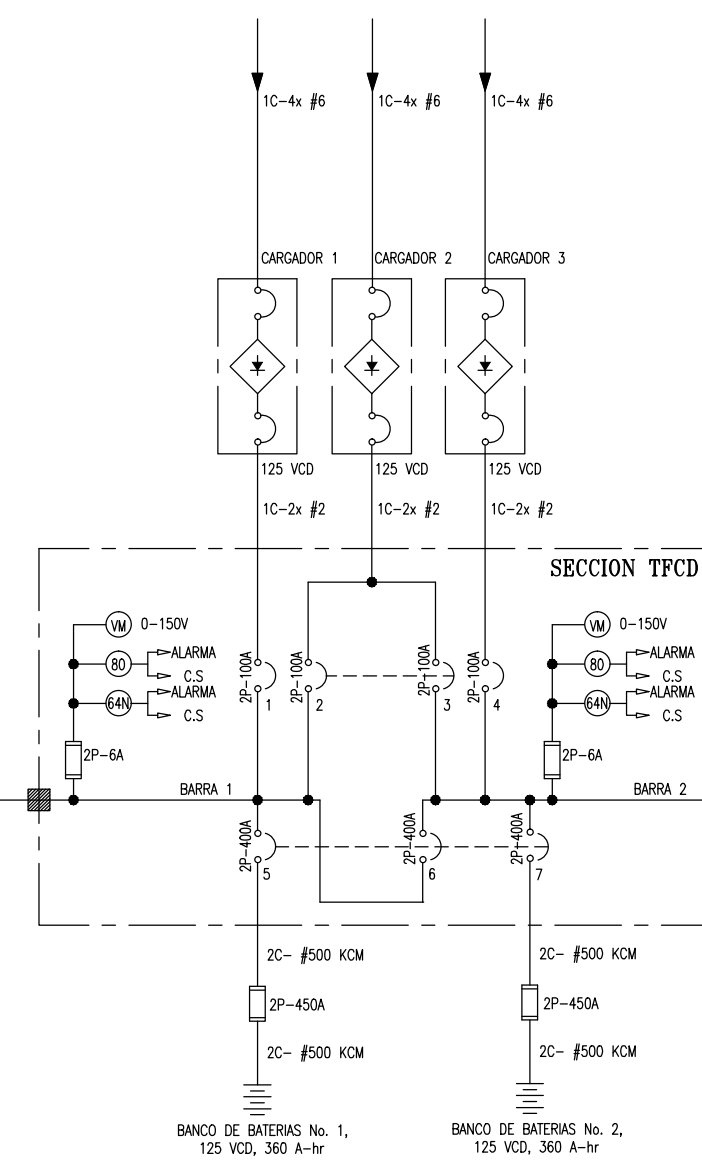 1C-4x #6
1C-4x #6
1C-4x #6
CARGADOR 1
CARGADOR 2
CARGADOR 3
125 VCD
125 VCD
125 VCD
1C-2x #2
1C-2x #2
1C-2x #2
SECCION TFCD
VM
0-150V
80
ALARMA
C.S
64N
ALARMA
C.S
2P-6A
2P-100A
1
2P-100A
2
2P-100A
3
2P-100A
4
VM
0-150V
80
ALARMA
C.S
64N
ALARMA
C.S
2P-6A
BARRA 1
BARRA 2
2P-400A
5
2P-400A
6
2P-400A
7
2C- #500 KCM
2C- #500 KCM
2P-450A
2P-450A
2C- #500 KCM
2C- #500 KCM
BANCO DE BATERIAS No. 1,
125 VCD, 360 A-hr
BANCO DE BATERIAS No. 2,
125 VCD, 360 A-hr